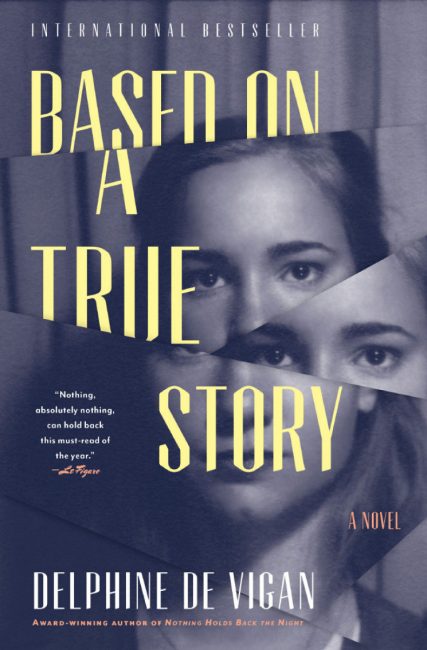 INTERNATIONAL BESTSELLER
BASED ON
A
TRUE
STORY
"Nothing,
absolutely nothing,
can hold back
this must-read of
the year."
—Le Figaro
A NOVEL
DELPHINE DE VIGAN
AWARD-WINNING AUTHOR OF NOTHING HOLDS BACK THE NIGHT